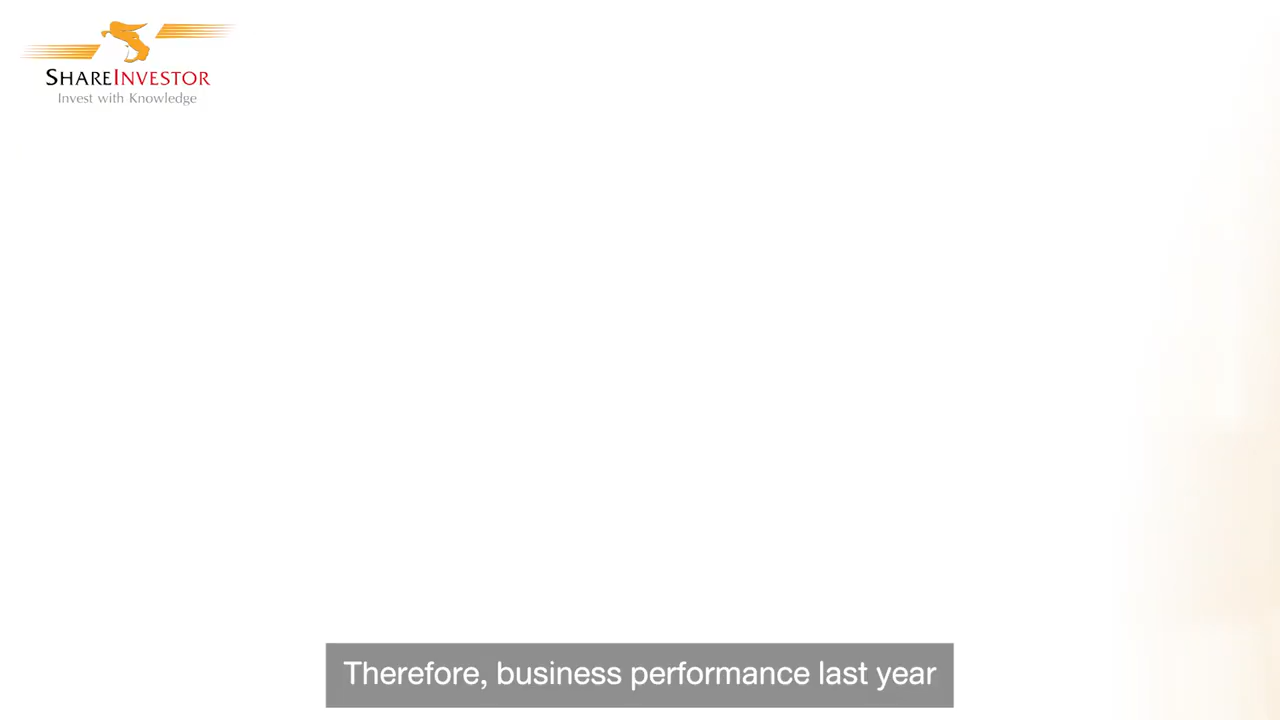 SHAREINVESTOR
Invest with Knowledge
Therefore, business performance last year